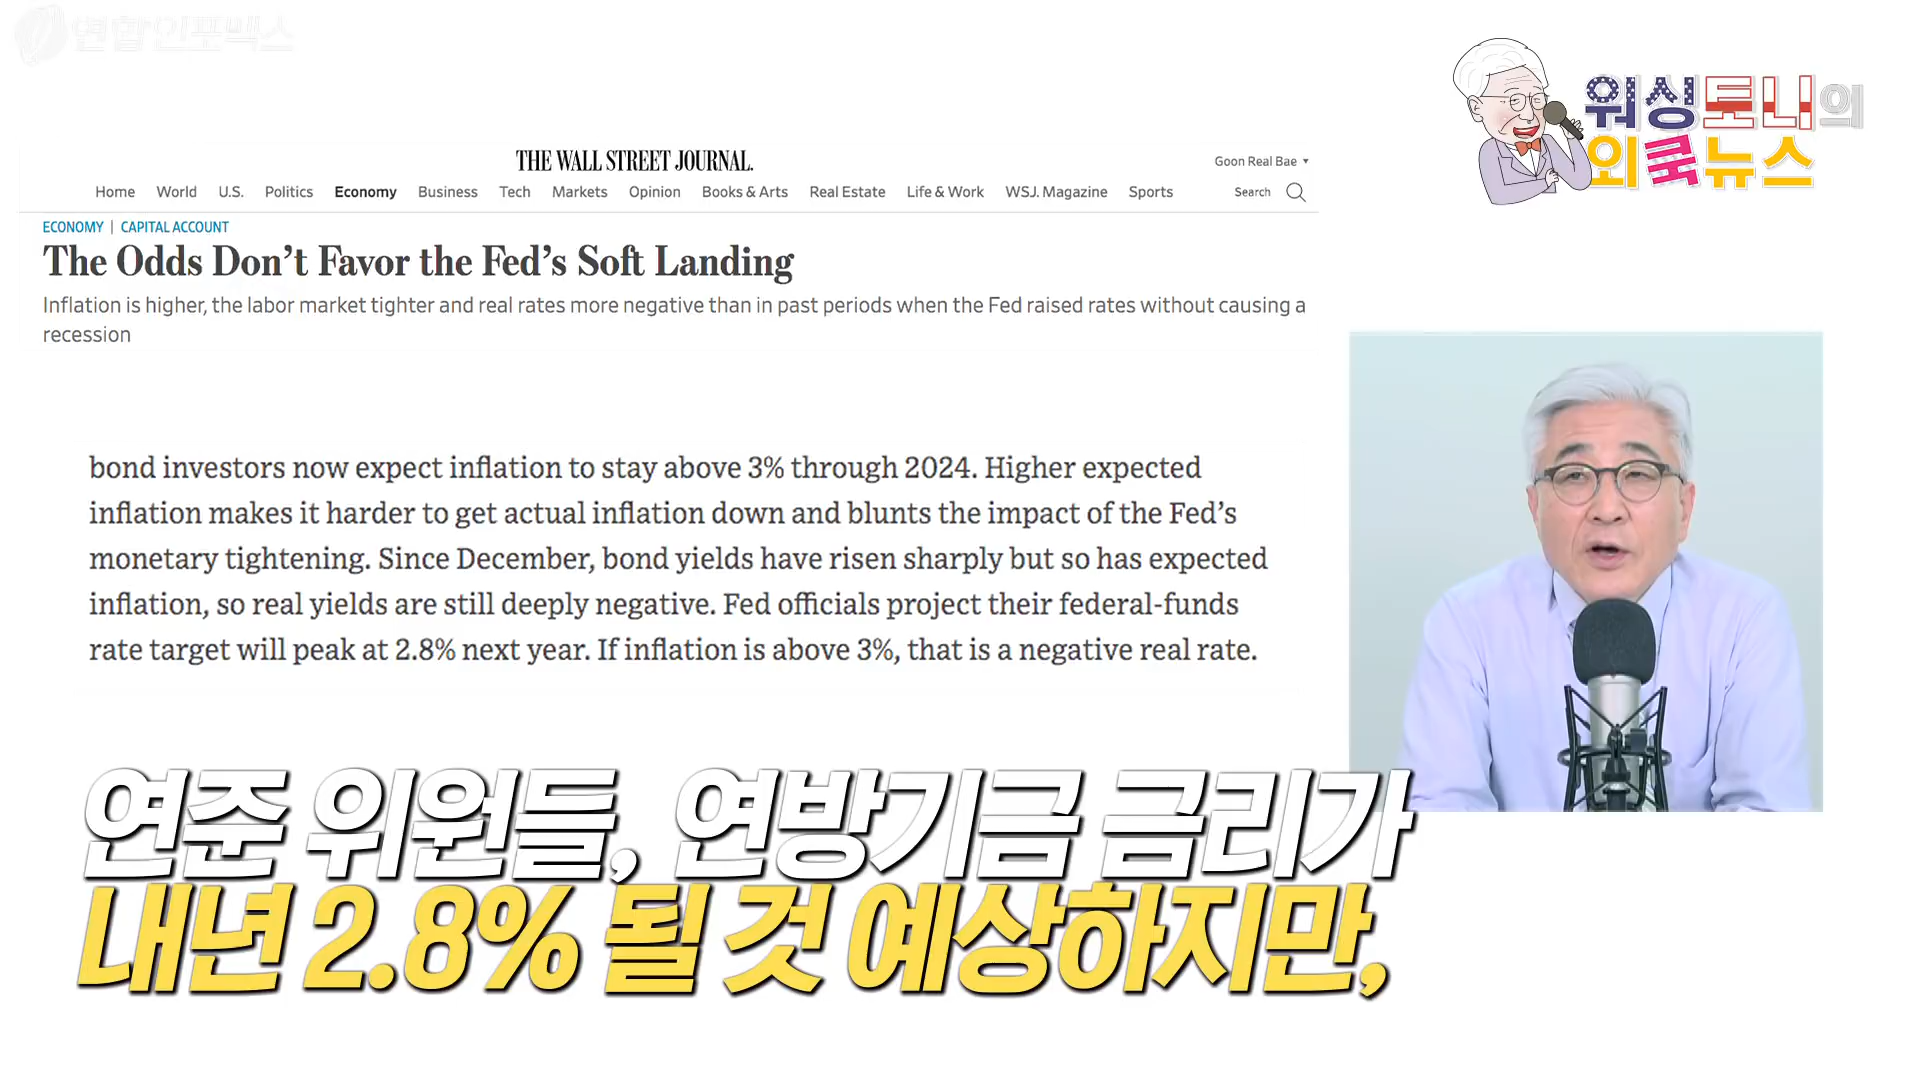 연합인포맥스
워싱토니의
외쿡뉴스
THE WALL STREET JOURNAL.
Goon Real Bae
Home World U.S. Politics Economy Business Tech Markets Opinion Books & Arts Real Estate Life & Work WSJ. Magazine Sports Search
ECONOMY | CAPITAL ACCOUNT
The Odds Don’t Favor the Fed’s Soft Landing
Inflation is higher, the labor market tighter and real rates more negative than in past periods when the Fed raised rates without causing a
recession
bond investors now expect inflation to stay above 3% through 2024. Higher expected
inflation makes it harder to get actual inflation down and blunts the impact of the Fed’s
monetary tightening. Since December, bond yields have risen sharply but so has expected
inflation, so real yields are still deeply negative. Fed officials project their federal-funds
rate target will peak at 2.8% next year. If inflation is above 3%, that is a negative real rate.
연준 위원들, 연방기금 금리가
내년 2.8% 될 것 예상하지만,